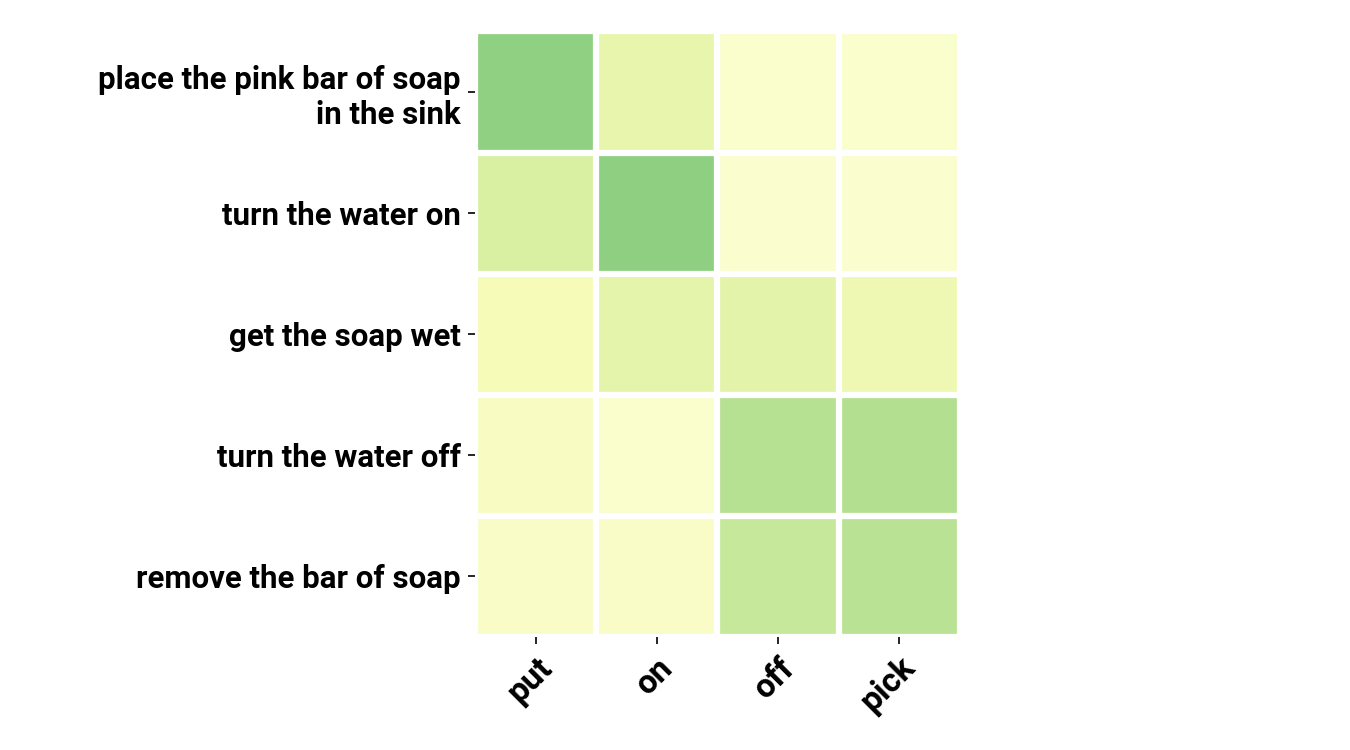 place the pink bar of soap
in the sink
turn the water on
get the soap wet
turn the water off
remove the bar of soap
put
on
off
pick